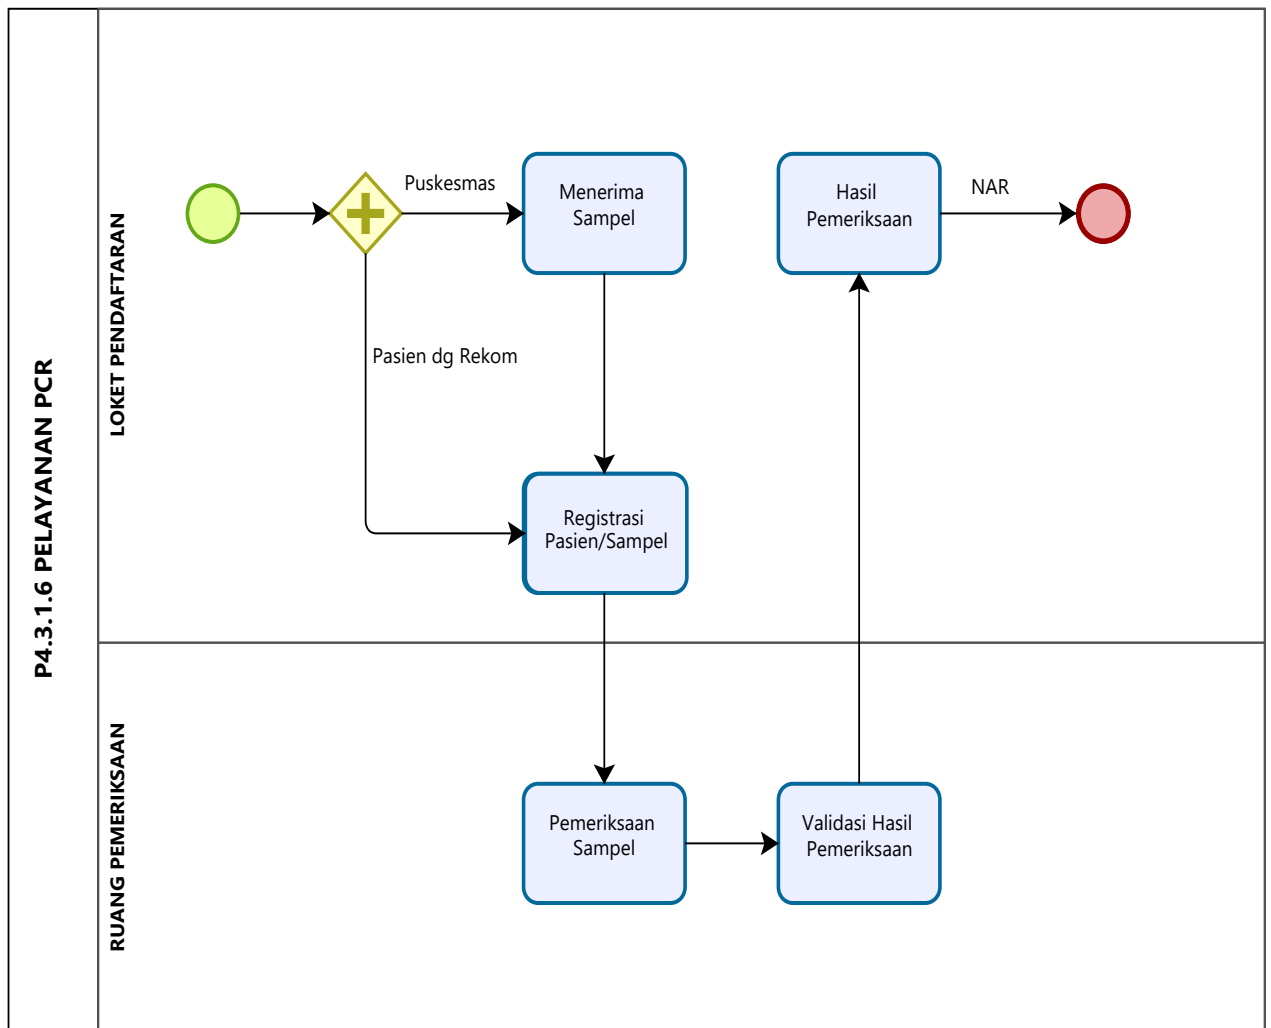 P4.3.1.6 PELAYANAN PCR
LOKET PENDAFTARAN
Puskesmas
Menerima
Sampel
Hasil
Pemeriksaan
NAR
Pasien dg Rekom
Registrasi
Pasien/Sampel
RUANG PEMERIKSAAN
Pemeriksaan
Sampel
Validasi Hasil
Pemeriksaan